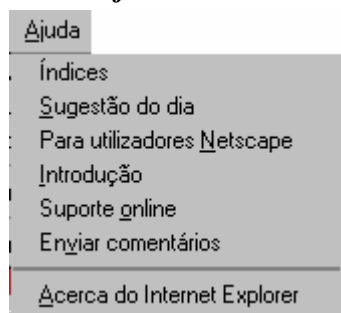 Ajuda
Índices
Sugestão do dia
Para utilizadores Netscape
Introdução
Suporte online
Enviar comentários
Acerca do Internet Explorer